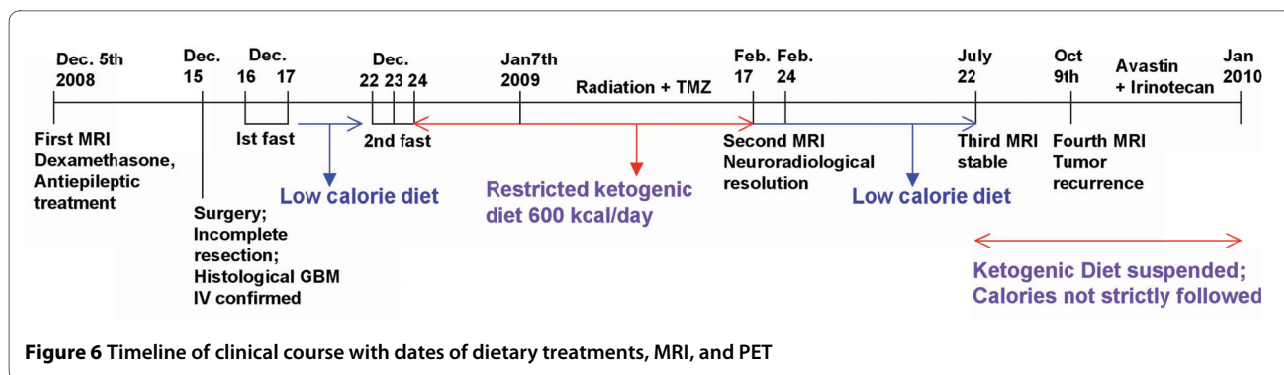 Dec. 5th
2008
Dec.
15
Dec.
16 17
Dec.
22 23 24
Jan7th
2009
Radiation + TMZ
Feb.
17
Feb.
24
July
22
Oct
9th
Avastin
+ Irinotecan
Jan
2010
First MRI
Dexamethasone,
Antiepileptic
treatment
Surgery;
Incomplete
resection;
Histological GBM
IV confirmed
Ist fast
Low calorie diet
2nd fast
Restricted ketogenic
diet 600 kcal/day
Second MRI
Neuroradiological
resolution
Low calorie diet
Third MRI
stable
Fourth MRI
Tumor
recurrence
Ketogenic Diet suspended;
Calories not strictly followed
Figure 6 Timeline of clinical course with dates of dietary treatments, MRI, and PET